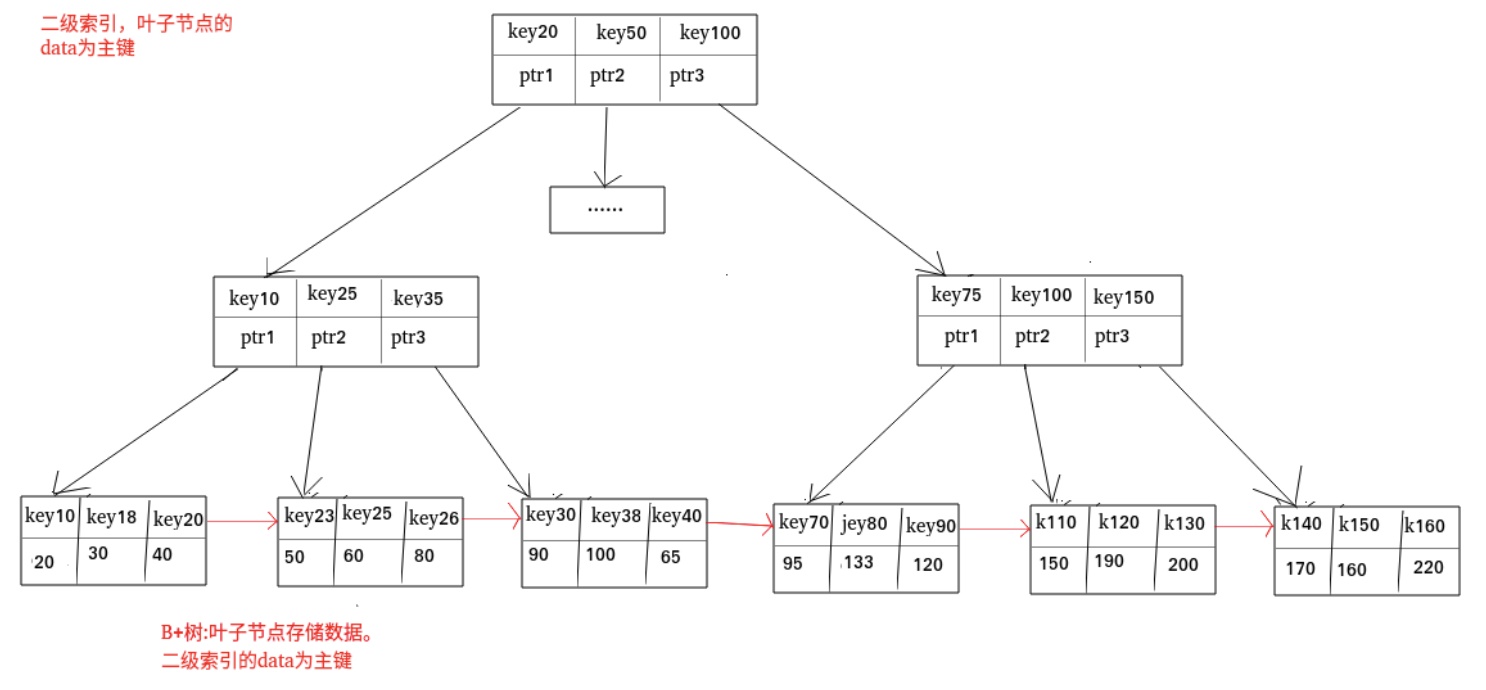 二级索引，叶子节点的
data为主键
key20 key50 key100
ptr1 ptr2 ptr3
······
key10 key25 key35
ptr1 ptr2 ptr3
key75 key100 key150
ptr1 ptr2 ptr3
key10 key18 key20
20 30 40
key23 key25 key26
50 60 80
key30 key38 key40
90 100 65
key70 jey80 key90
95 133 120
k110 k120 k130
150 190 200
k140 k150 k160
170 160 220
B+树:叶子节点存储数据。
二级索引的data为主键